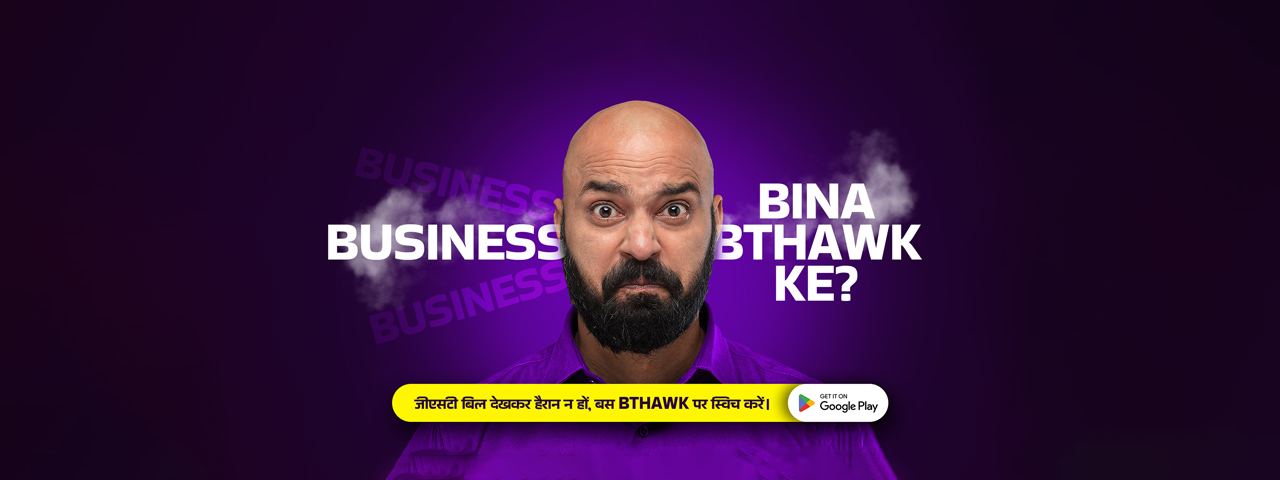 BUSINESS
BUSINESS
BUSINESS
BINA
BTHAWK
KE?
जीएसटी बिल देखकर हैरान न हों, बस BTHAWK पर स्विच करें।
GET IT ON
Google Play